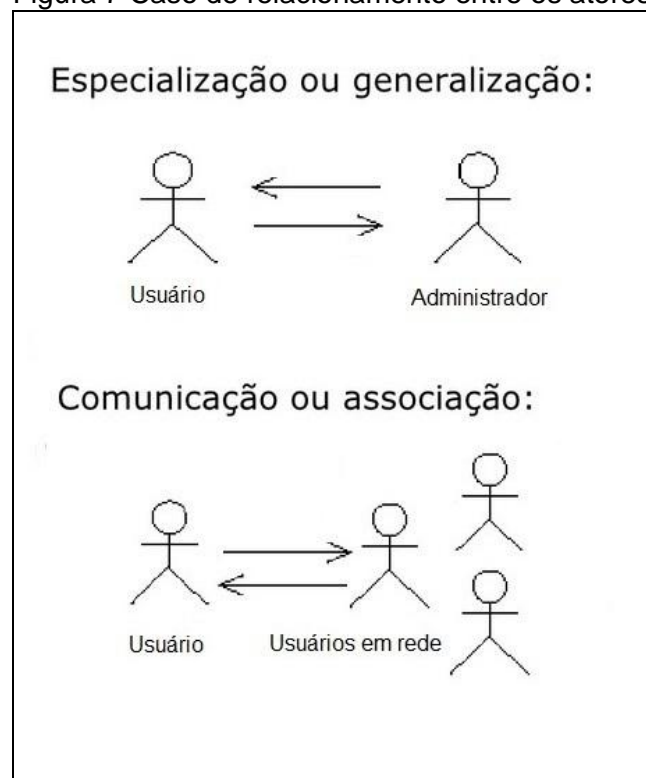 Figura 7 Caso de relacionamento entre os atores
Especialização ou generalização:
Usuário
Administrador
Comunicação ou associação:
Usuário
Usuários em rede